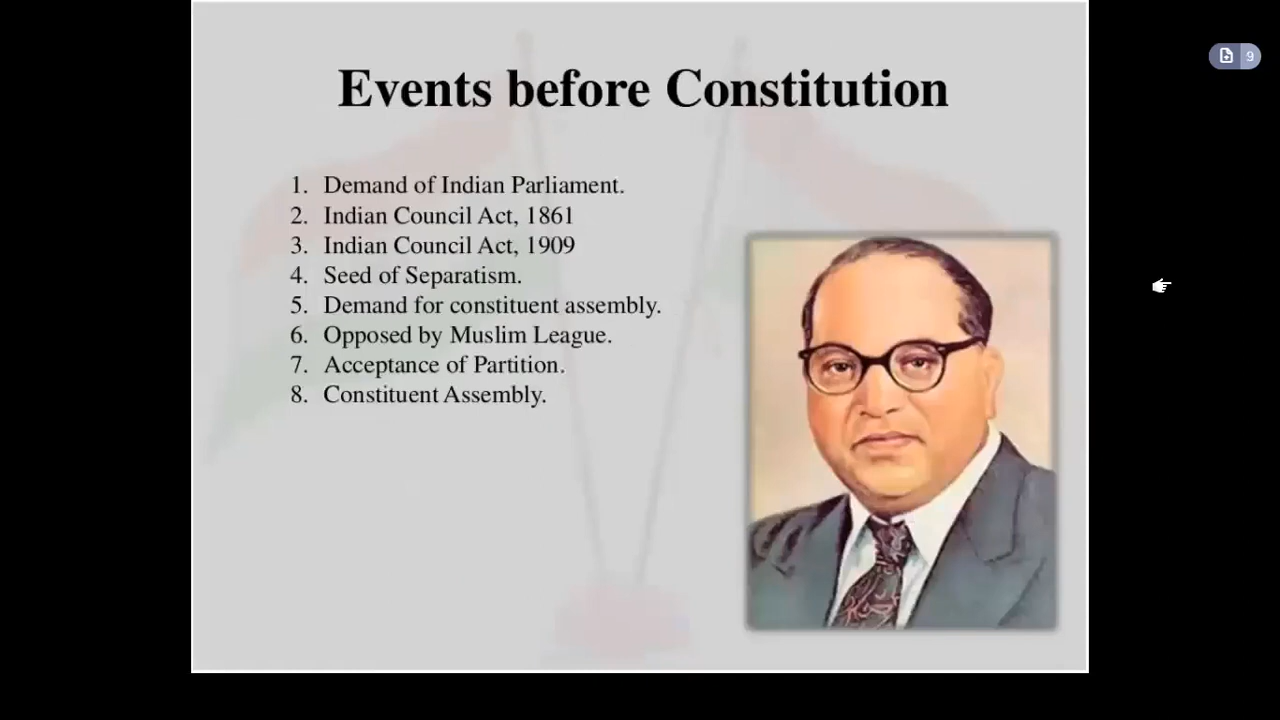 Events before Constitution
1. Demand of Indian Parliament.
2. Indian Council Act, 1861
3. Indian Council Act, 1909
4. Seed of Separatism.
5. Demand for constituent assembly.
6. Opposed by Muslim League.
7. Acceptance of Partition.
8. Constituent Assembly.
9